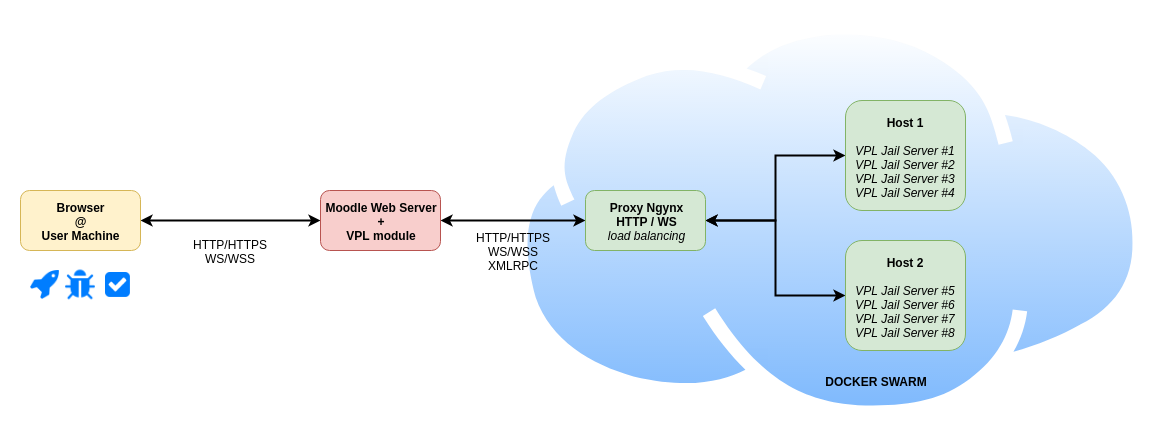 Browser
@
User Machine
HTTP/HTTPS
WS/WSS
Moodle Web Server
+
VPL module
HTTP/HTTPS
WS/WSS
XMLRPC
Proxy Ngynx
HTTP / WS
load balancing
Host 1
VPL Jail Server #1
VPL Jail Server #2
VPL Jail Server #3
VPL Jail Server #4
Host 2
VPL Jail Server #5
VPL Jail Server #6
VPL Jail Server #7
VPL Jail Server #8
DOCKER SWARM